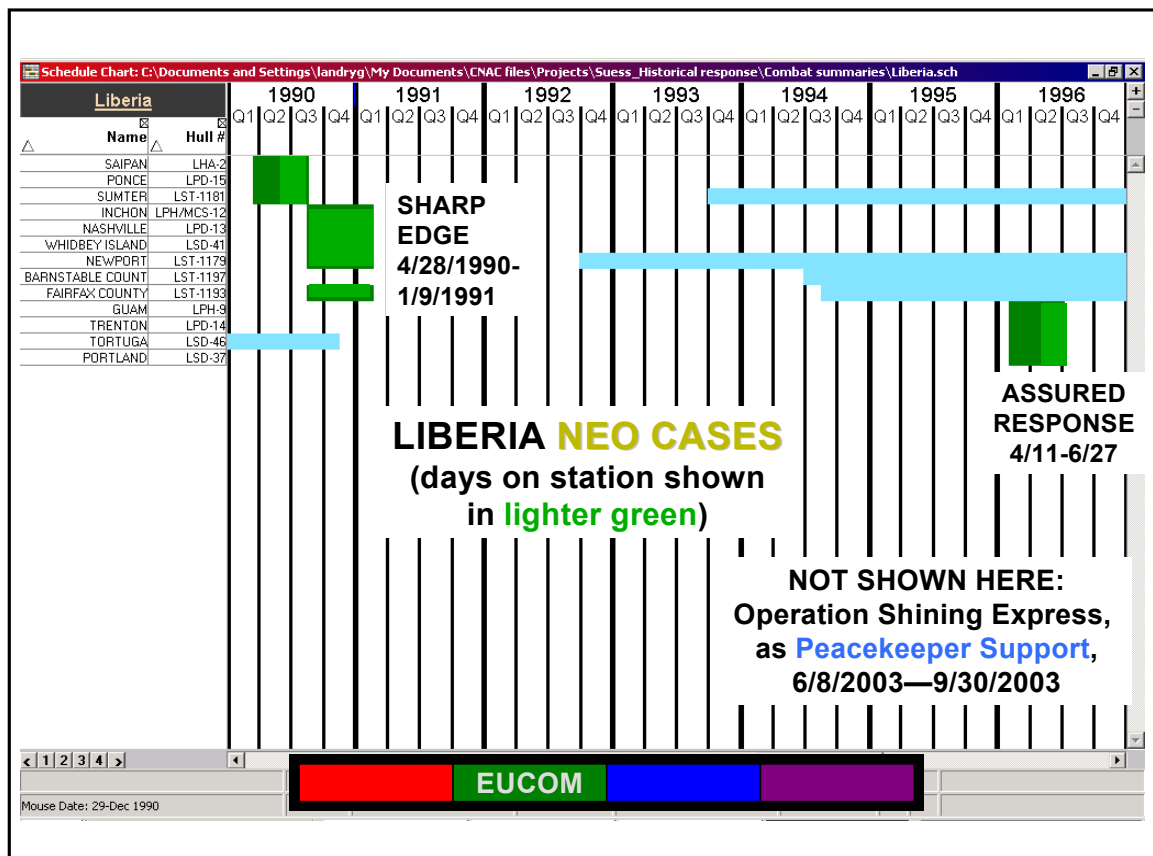 Schedule Chart: C:\Documents and Settings\landryg\My Documents\CNAC files\Projects\Suess_Historical response\Combat summaries\Liberia.sch
Liberia
1990 1991 1992 1993 1994 1995 1996
Q1 Q2 Q3 Q4 Q1 Q2 Q3 Q4 Q1 Q2 Q3 Q4 Q1 Q2 Q3 Q4 Q1 Q2 Q3 Q4 Q1 Q2 Q3 Q4 Q1 Q2 Q3 Q4
Name Hull #
SAIPAN LHA-2
PONCE LPD-15
SUMTER LST-1181
INCHON LPH/MCS-12
NASHVILLE LPD-13
WHIDBEY ISLAND LSD-41
NEWPORT LST-1179
BARNSTABLE COUNT LST-1197
FAIRFAX COUNTY LST-1193
GUAM LPH-9
TRENTON LPD-14
TORTUGA LSD-46
PORTLAND LSD-37
SHARP
EDGE
4/28/1990-
1/9/1991
ASSURED
RESPONSE
4/11-6/27
LIBERIA NEO CASES
(days on station shown
in lighter green)
NOT SHOWN HERE:
Operation Shining Express,
as Peacekeeper Support,
6/8/2003—9/30/2003
< 1 2 3 4 >
EUCOM
Mouse Date: 29-Dec 1990